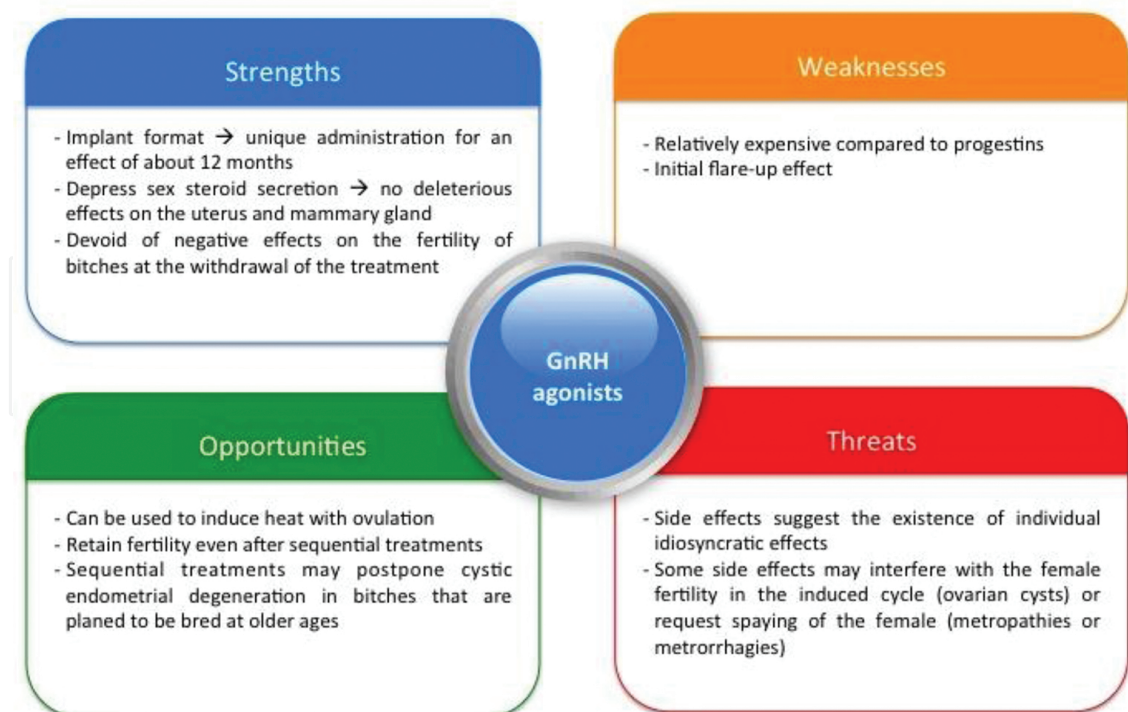 Strengths
- Implant format → unique administration for an
effect of about 12 months
- Depress sex steroid secretion → no deleterious
effects on the uterus and mammary gland
- Devoid of negative effects on the fertility of
bitches at the withdrawal of the treatment
Weaknesses
- Relatively expensive compared to progestins
- Initial flare-up effect
GnRH
agonists
Opportunities
- Can be used to induce heat with ovulation
- Retain fertility even after sequential treatments
- Sequential treatments may postpone cystic
endometrial degeneration in bitches that are
planed to be bred at older ages
Threats
- Side effects suggest the existence of individual
idiosyncratic effects
- Some side effects may interfere with the female
fertility in the induced cycle (ovarian cysts) or
request spaying of the female (metropathies or
metrorrhagies)